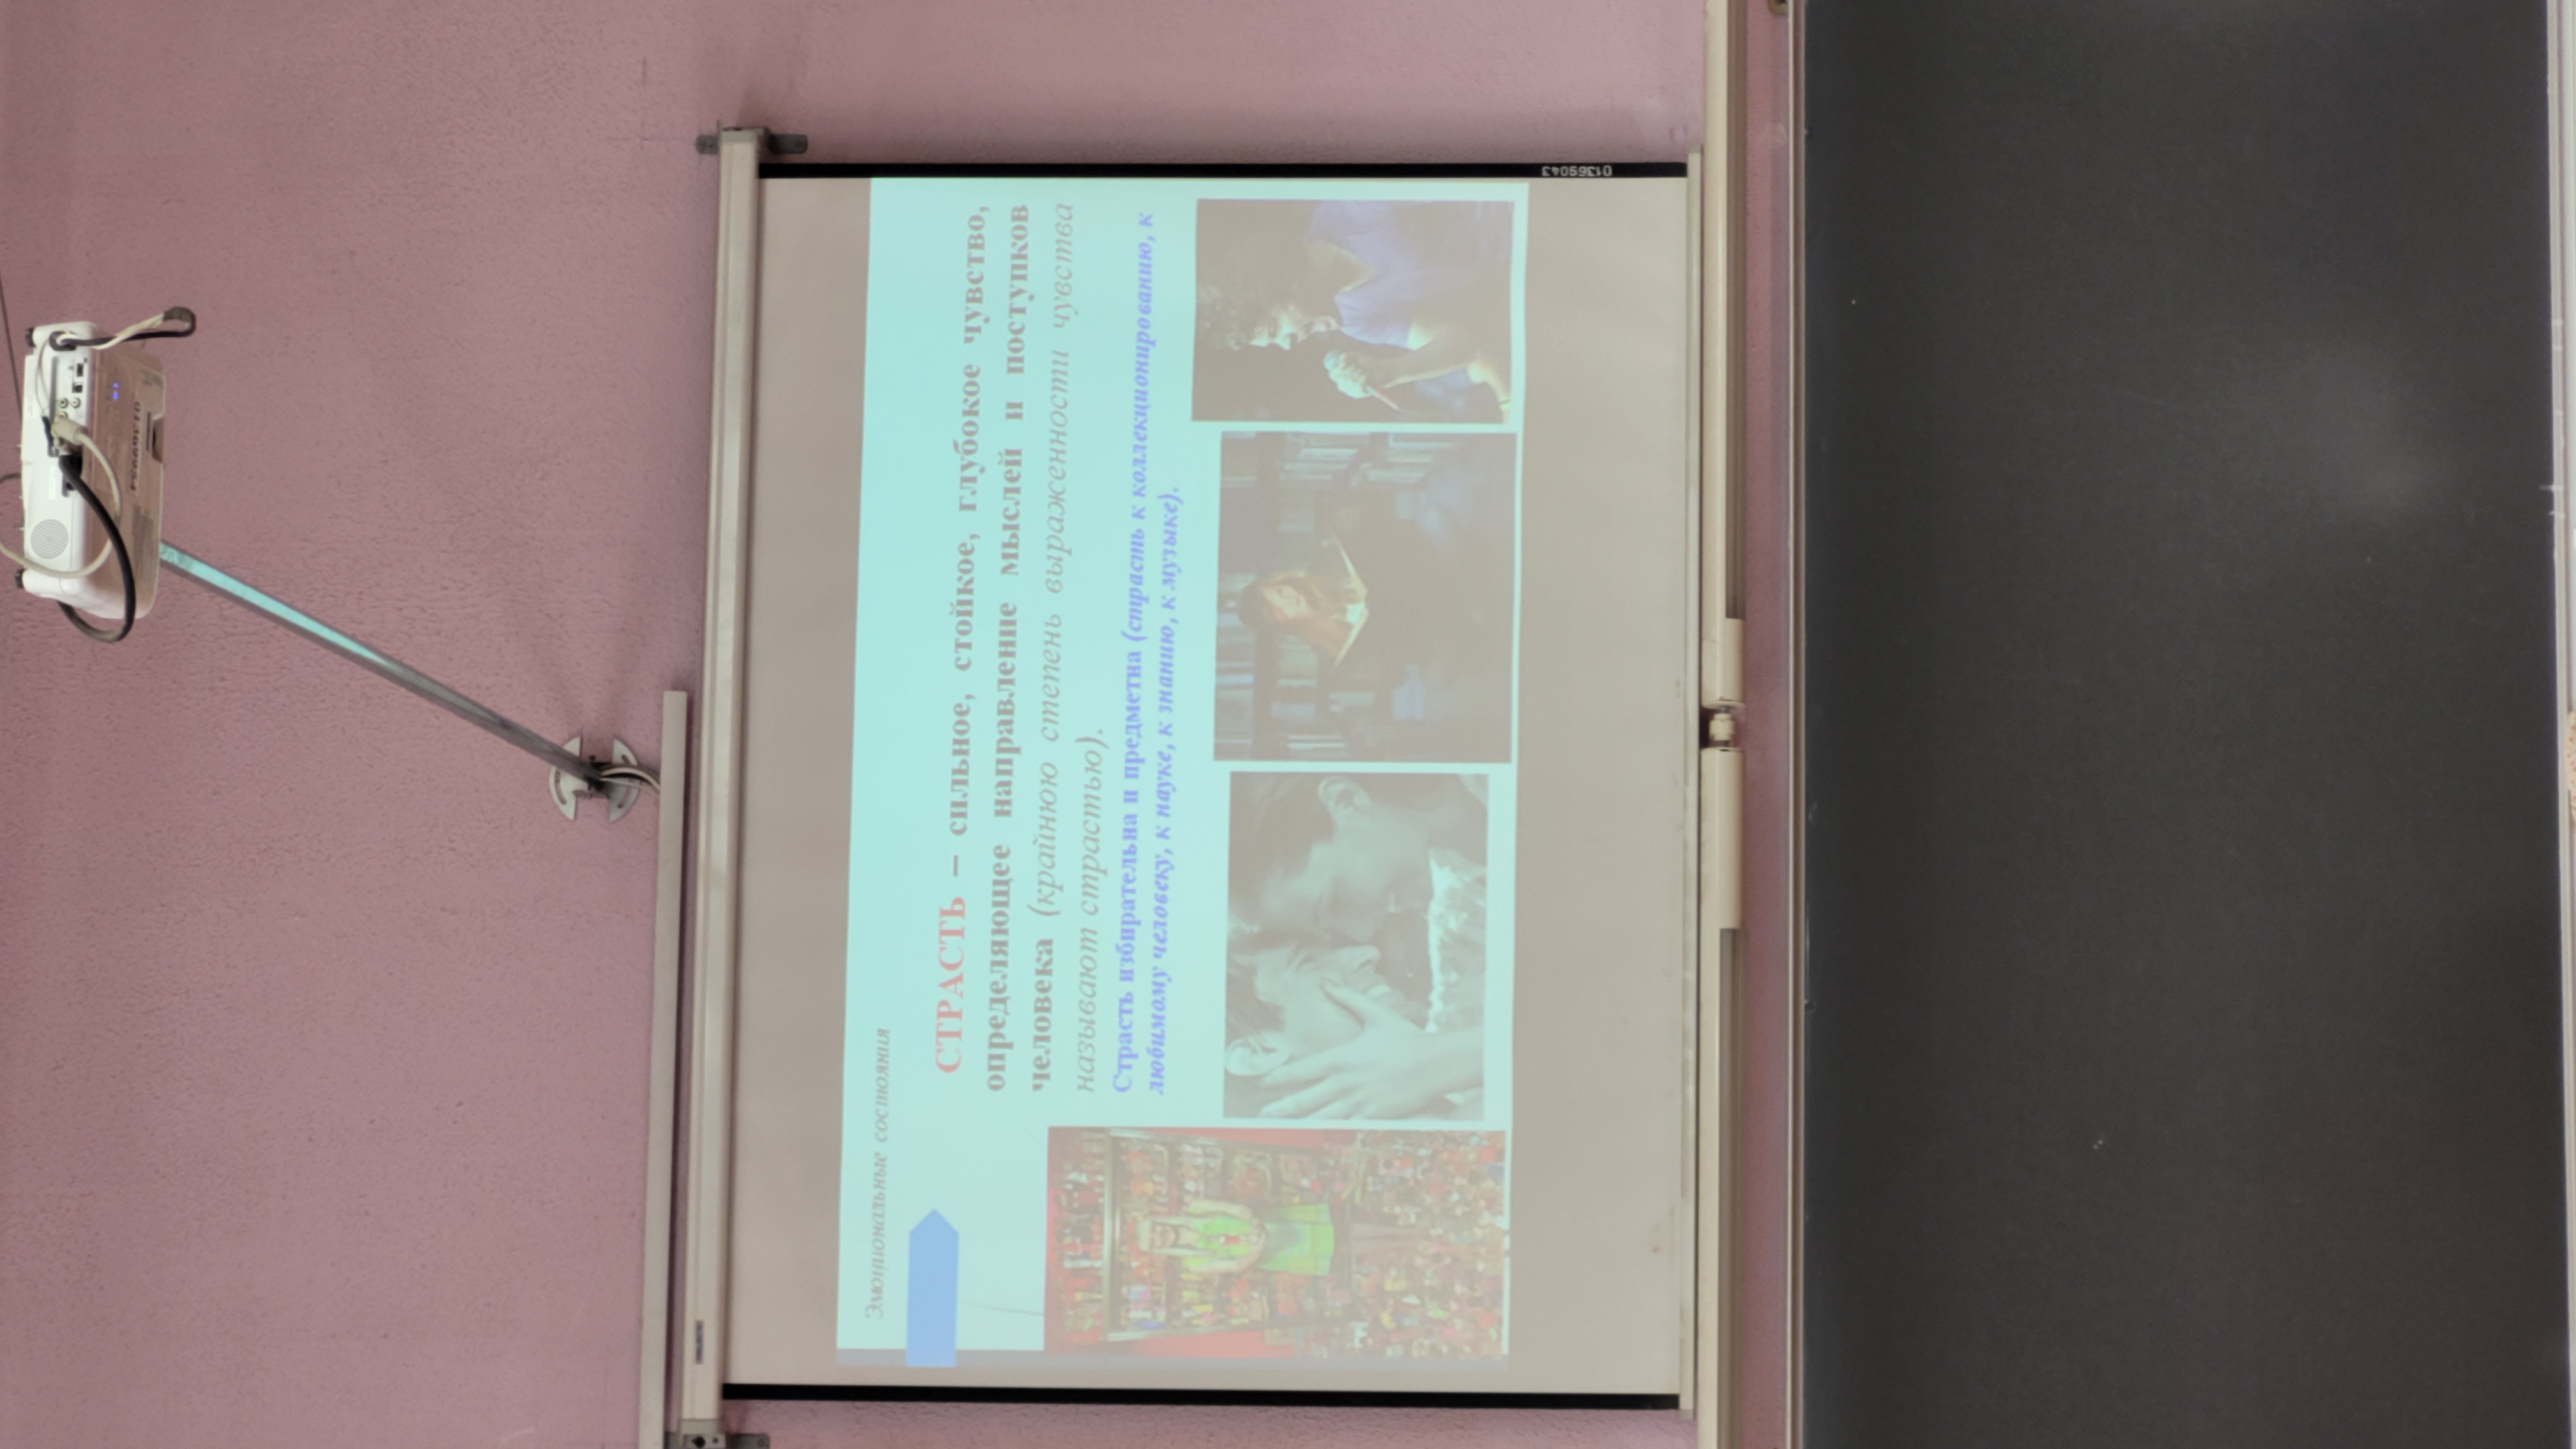 01369954
Эмоциональные состояния
СТРАСТЬ – сильное, стойкое, глубокое чувство,
определяющее направление мыслей и поступков
человека (крайнюю степень выраженности чувства
называют страстью).
Страсть избирательна и предметна (страсть к коллекционированию, к
любимому человеку, к науке, к знанию, к музыке).
01369043